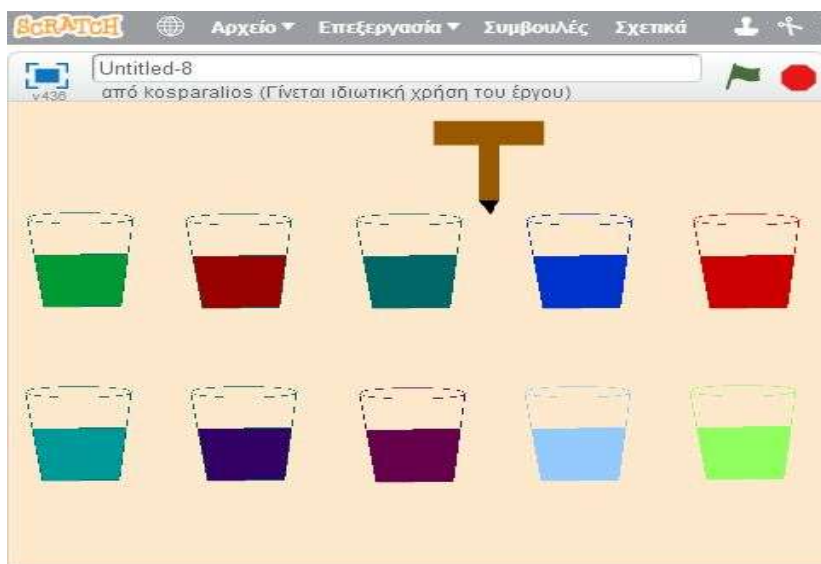 SCRATCH Αρχείο Επεξεργασία Συμβουλές Σχετικά
Untitled-8
v436 από kosparalios (Γίνεται ιδιωτική χρήση του έργου)